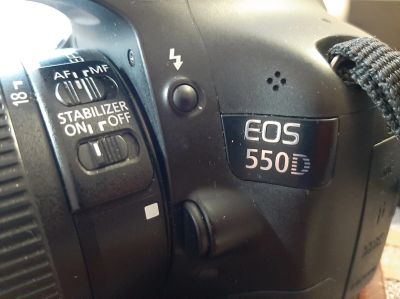 18
AF MF
STABILIZER
ON OFF
EOS
550D